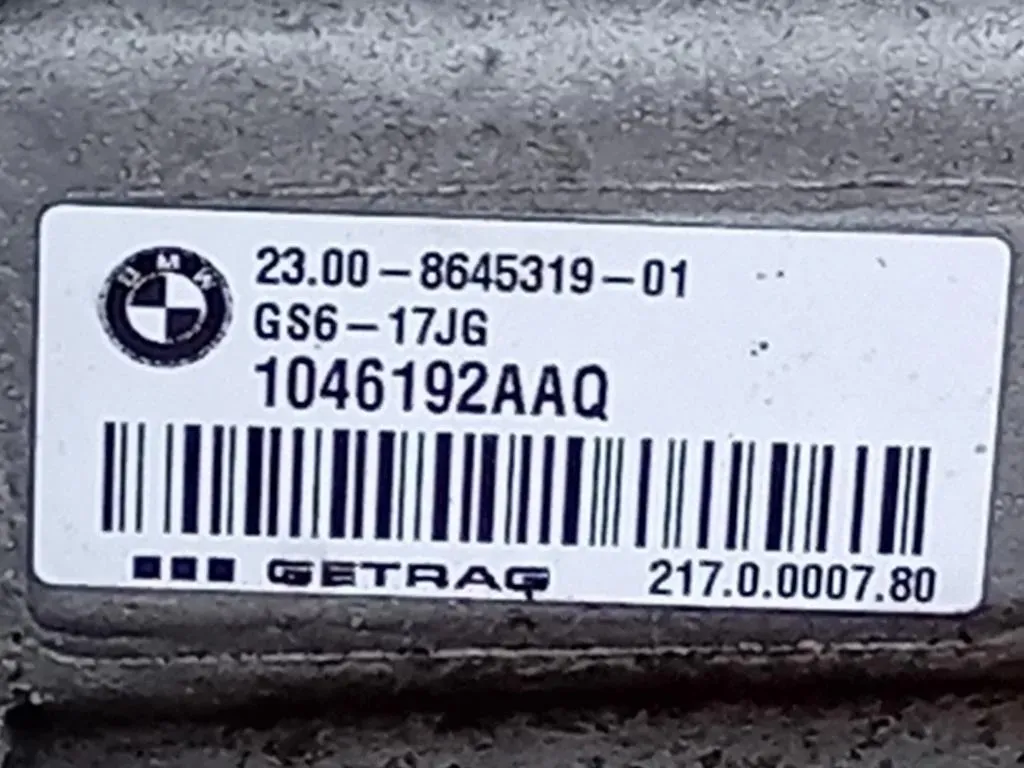 BMW
23.00-8645319-01
GS6-17JG
1046192AAQ
GETRAG 217.0.0007.80